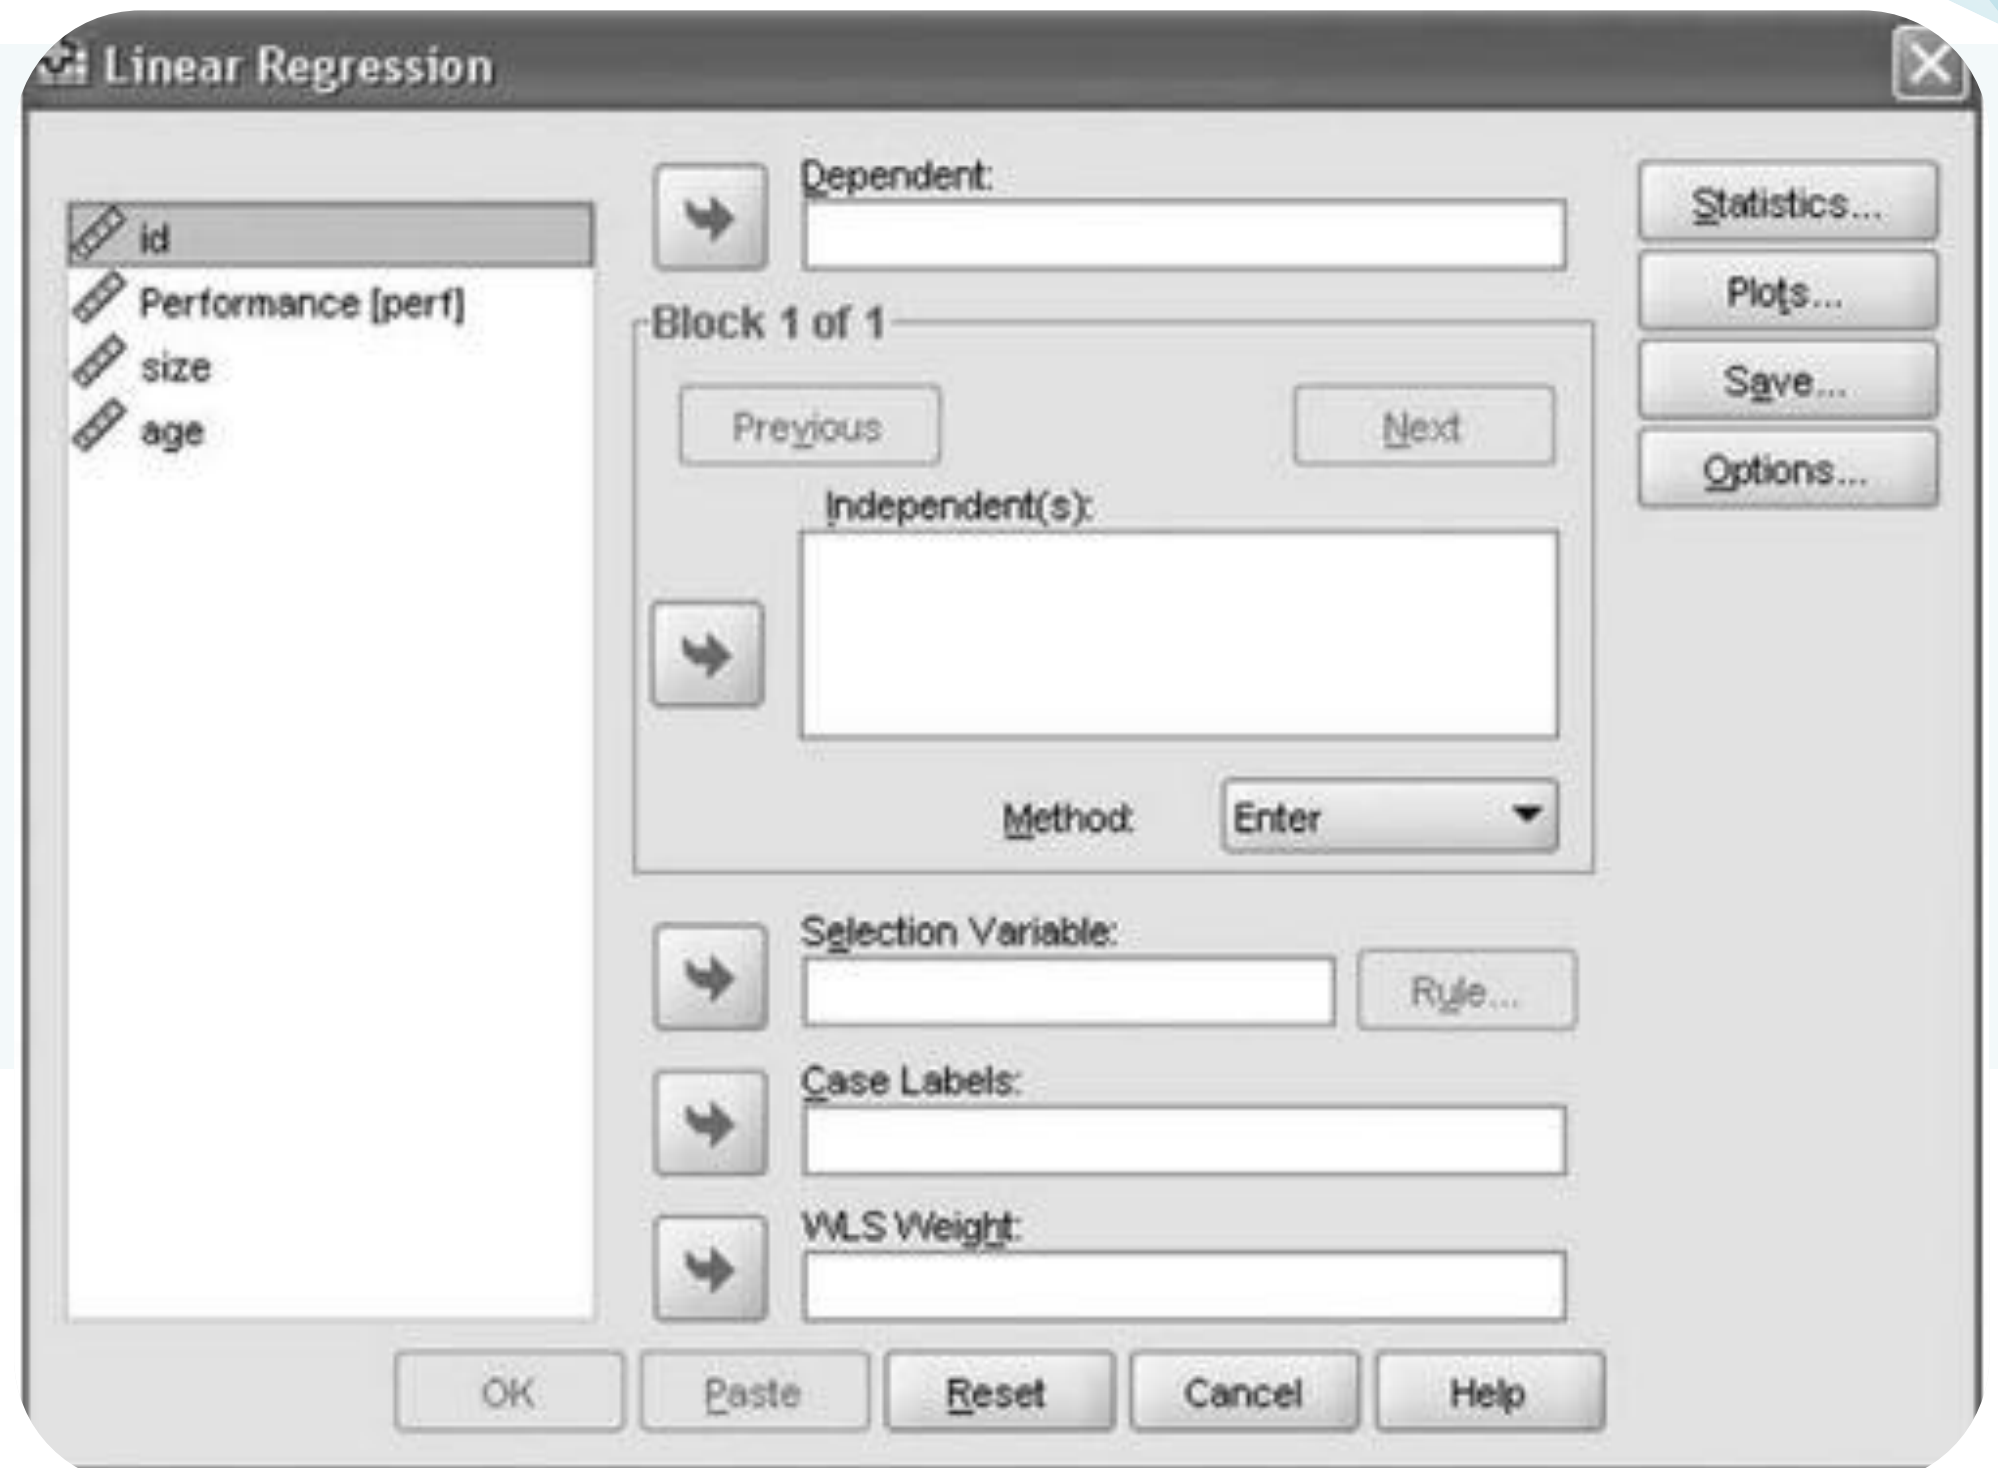 Linear Regression
id
Performance [perf]
size
age
Dependent:
Block 1 of 1
Previous
Next
Independent(s):
Method:
Enter
Selection Variable:
Rule...
Case Labels:
WLS Weight:
Statistics...
Plots...
Save...
Options...
OK
Paste
Reset
Cancel
Help